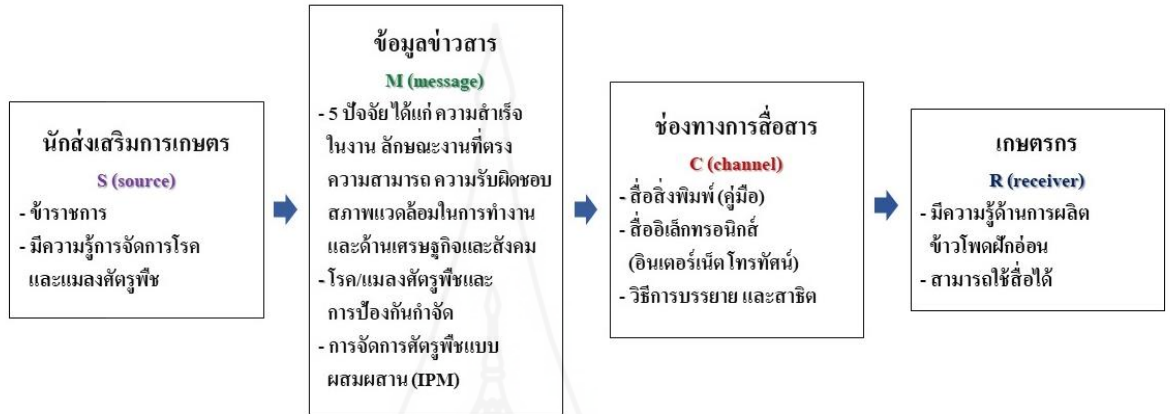 นักส่งเสริมการเกษตร
S (source)
- ข้าราชการ
- มีความรู้การจัดการโรค
และแมลงศัตรูพืช
ข้อมูลข่าวสาร
M (message)
- 5 ปัจจัย ได้แก่ ความสำเร็จ
ในงาน ลักษณะงานที่ตรง
ความสามารถ ความรับผิดชอบ
สภาพแวดล้อมในการทำงาน
และด้านเศรษฐกิจและสังคม
- โรค/แมลงศัตรูพืชและ
การป้องกันกำจัด
- การจัดการศัตรูพืชแบบ
ผสมผสาน (IPM)
ช่องทางการสื่อสาร
C (channel)
- สื่อสิ่งพิมพ์ (คู่มือ)
- สื่ออิเล็กทรอนิกส์
(อินเตอร์เน็ต โทรทัศน์)
- วิธีการบรรยาย และสาธิต
เกษตรกร
R (receiver)
- มีความรู้ด้านการผลิต
ข้าวโพดฝักอ่อน
- สามารถใช้สื่อได้